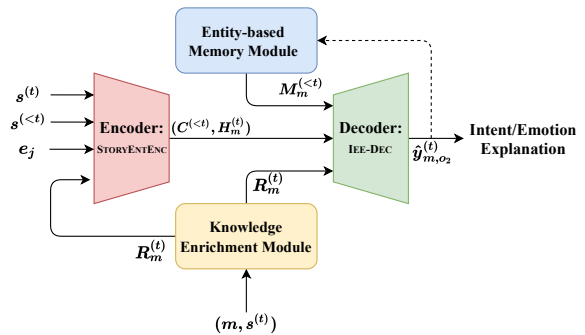 Entity-based
Memory Module
M_m^{(<t)}
s^{(t)}
s^{(<t)}
e_j
Encoder:
STORYENTENC
(C^{(<t)}, H_m^{(t)})
Decoder:
IEE-DEC
ŷ_{m,o_2}^{(t)}
Intent/Emotion
Explanation
R_m^{(t)}
R_m^{(t)}
Knowledge
Enrichment Module
(m, s^{(t)})